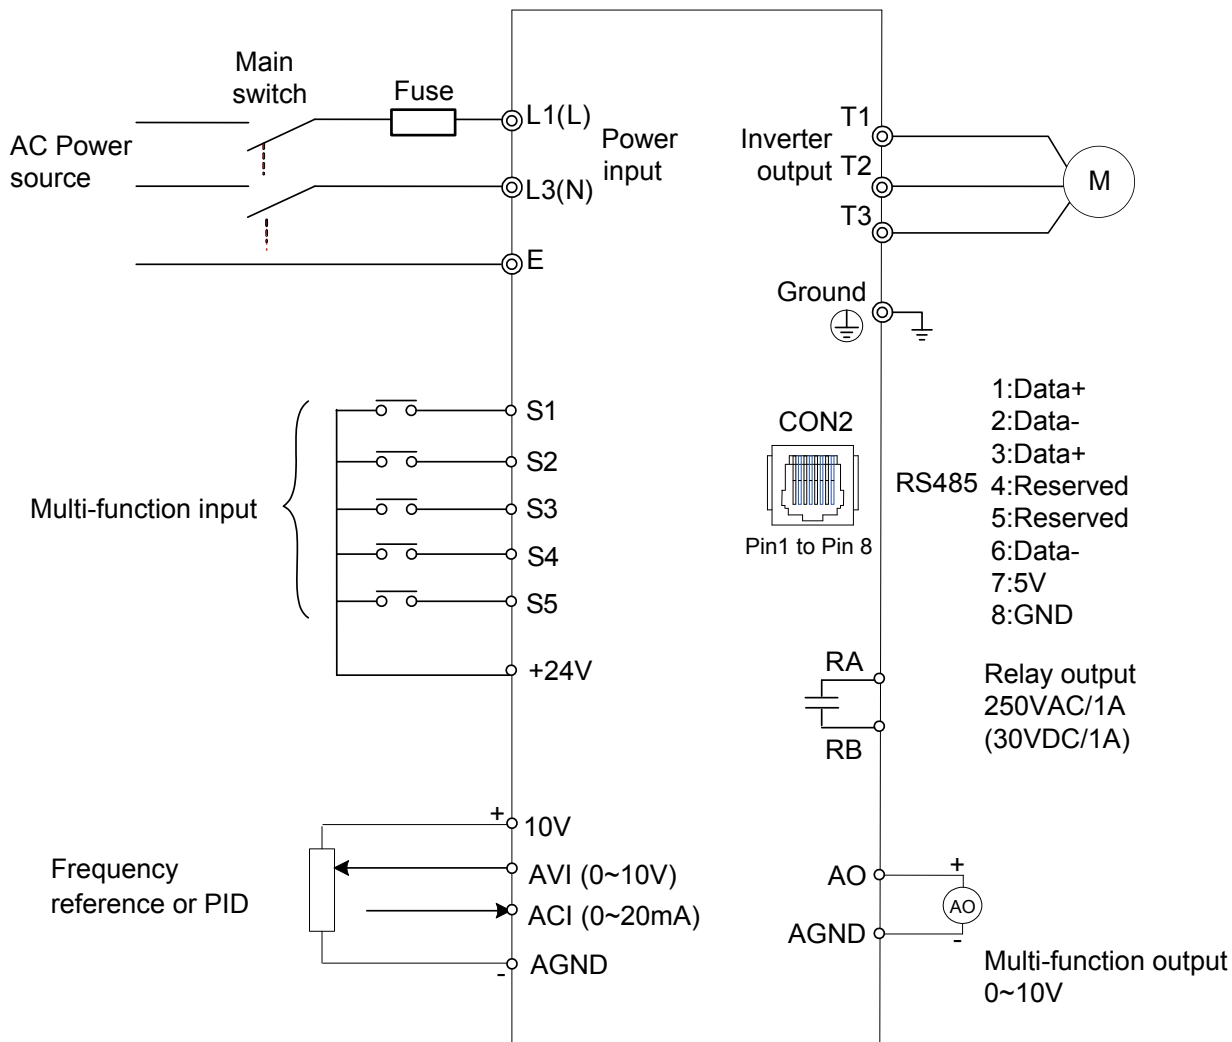 Main
switch
Fuse
AC Power
source
L1(L)
Power
input
L3(N)
E
Inverter
output
T1
T2
T3
M
Ground
Multi-function input
S1
S2
S3
S4
S5
+24V
CON2
Pin1 to Pin 8
RS485
1:Data+
2:Data-
3:Data+
4:Reserved
5:Reserved
6:Data-
7:5V
8:GND
RA
RB
Relay output
250VAC/1A
(30VDC/1A)
Frequency
reference or PID
+
10V
AVI (0~10V)
ACI (0~20mA)
-
AGND
AO
AGND
+
AO
-
Multi-function output
0~10V